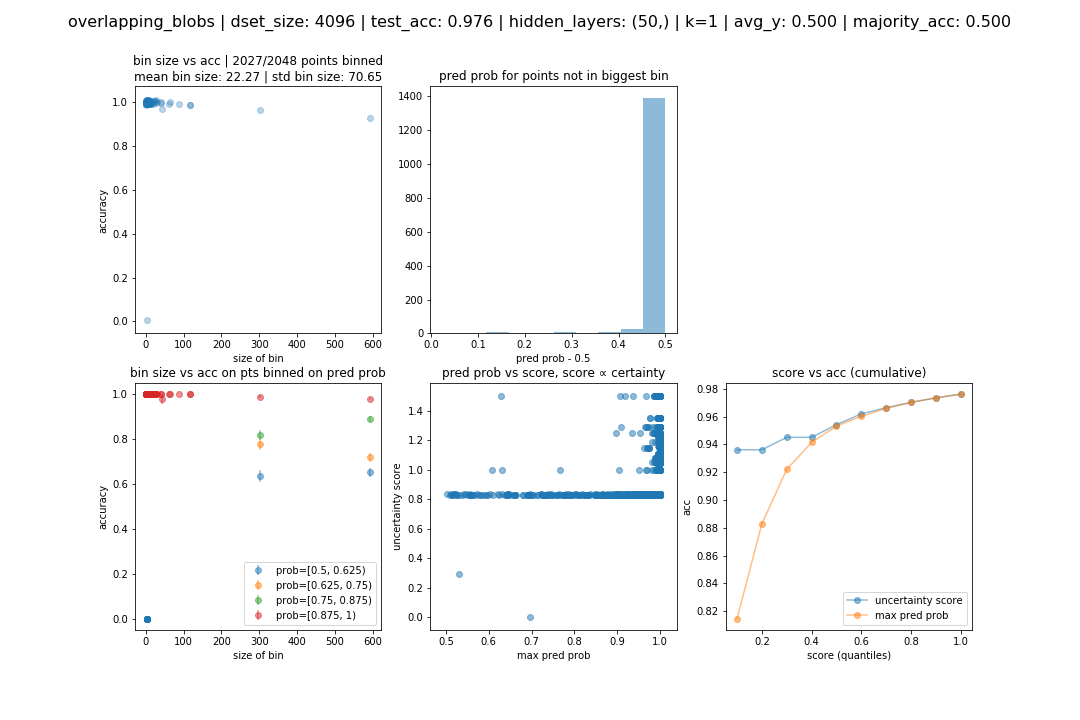 overlapping_blobs | dset_size: 4096 | test_acc: 0.976 | hidden_layers: (50,) | k=1 | avg_y: 0.500 | majority_acc: 0.500
bin size vs acc | 2027/2048 points binned
mean bin size: 22.27 | std bin size: 70.65
accuracy
1.0
0.8
0.6
0.4
0.2
0.0
0 100 200 300 400 500 600
size of bin
pred prob for points not in biggest bin
1400
1200
1000
800
600
400
200
0
0.0 0.1 0.2 0.3 0.4 0.5
pred prob - 0.5
bin size vs acc on pts binned on pred prob
accuracy
1.0
0.8
0.6
0.4
0.2
0.0
prob=[0.5, 0.625)
prob=[0.625, 0.75)
prob=[0.75, 0.875)
prob=[0.875, 1)
0 100 200 300 400 500 600
size of bin
pred prob vs score, score ∝ certainty
uncertainty score
1.4
1.2
1.0
0.8
0.6
0.4
0.2
0.0
0.5 0.6 0.7 0.8 0.9 1.0
max pred prob
score vs acc (cumulative)
acc
0.98
0.96
0.94
0.92
0.90
0.88
0.86
0.84
0.82
uncertainty score
max pred prob
0.2 0.4 0.6 0.8 1.0
score (quantiles)